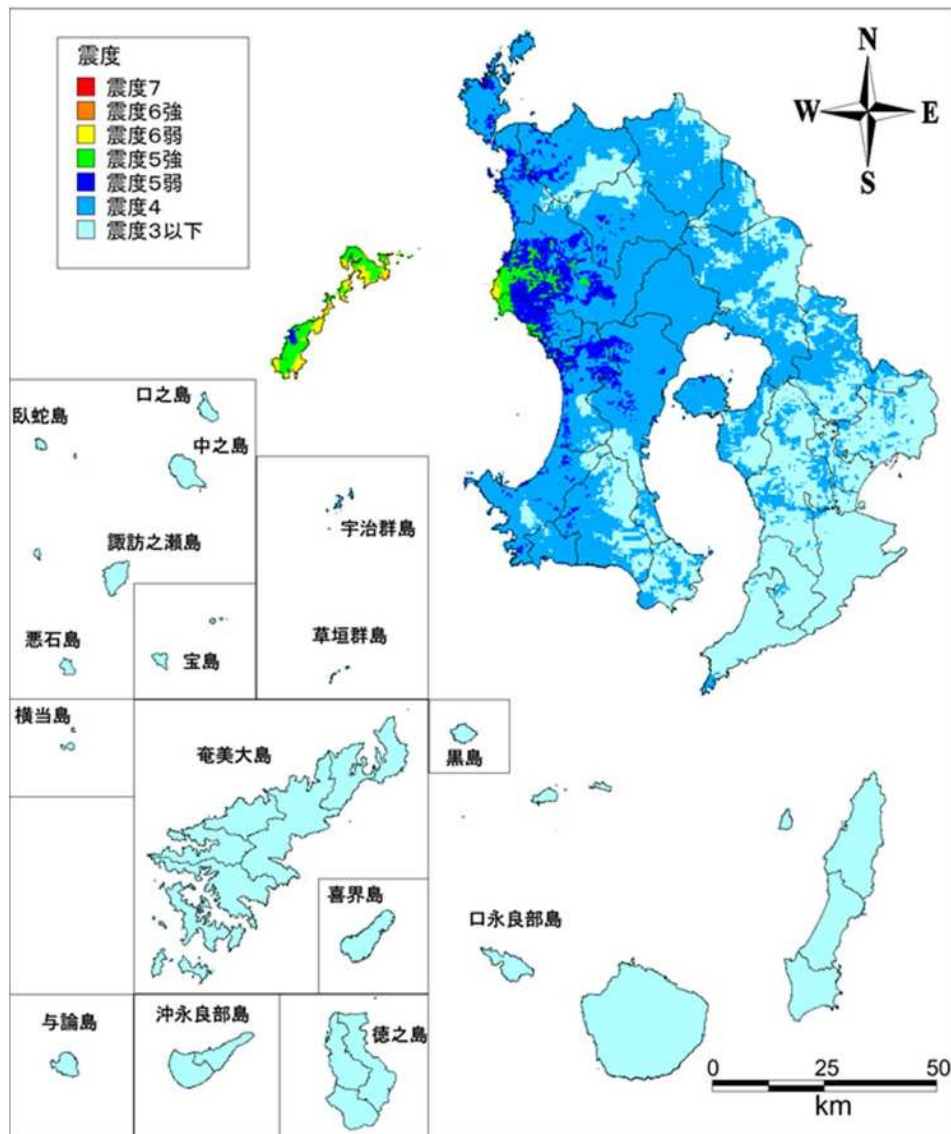 震度
震度7
震度6強
震度6弱
震度5強
震度5弱
震度4
震度3以下
N
W
E
S
口之島
臥蛇島
中之島
宇治群島
諏訪之瀬島
草垣群島
悪石島
宝島
横当島
奄美大島
黒島
喜界島
口永良部島
与論島
沖永良部島
徳之島
0 25 50
km